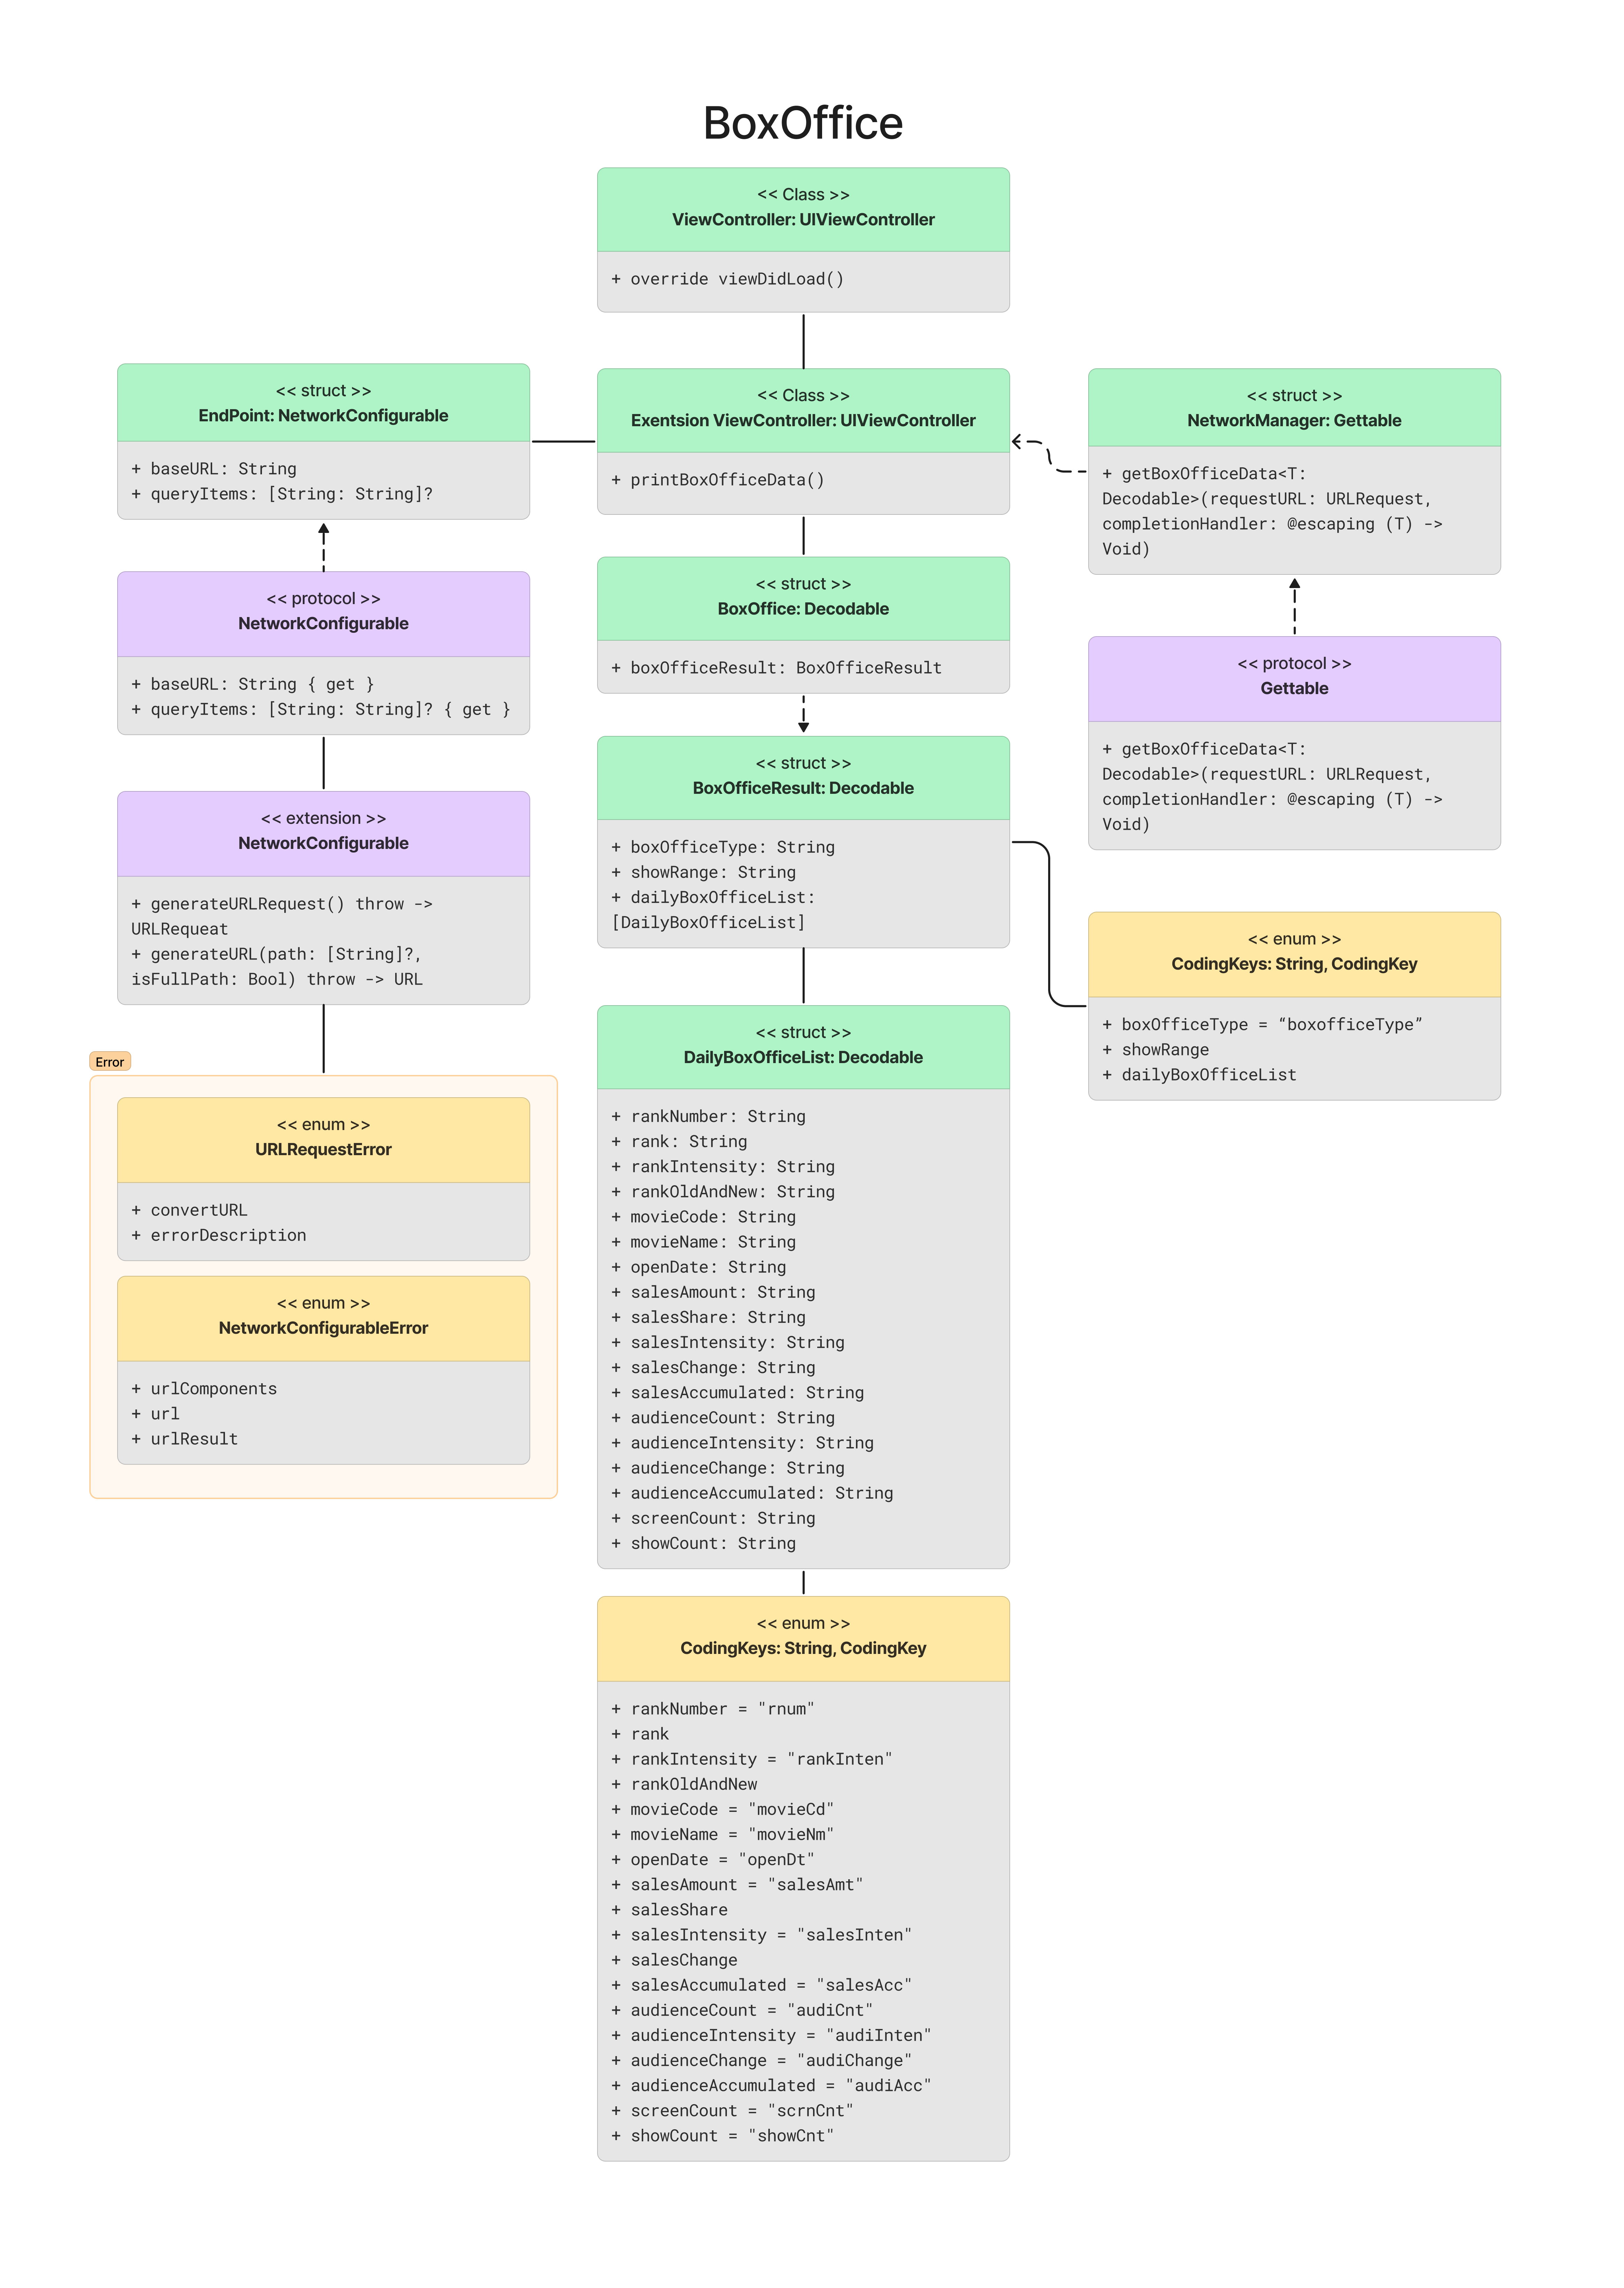 BoxOffice
<< Class >>
ViewController: UIViewController
+ override viewDidLoad()
<< struct >>
EndPoint: NetworkConfigurable
+ baseURL: String
+ queryItems: [String: String]?
<< protocol >>
NetworkConfigurable
+ baseURL: String { get }
+ queryItems: [String: String]? { get }
<< extension >>
NetworkConfigurable
+ generateURLRequest() throw ->
URLRequeat
+ generateURL(path: [String]?,
isFullPath: Bool) throw -> URL
Error
<< enum >>
URLRequestError
+ convertURL
+ errorDescription
<< enum >>
NetworkConfigurableError
+ urlComponents
+ url
+ urlResult
<< Class >>
Exentsion ViewController: UIViewController
+ printBoxOfficeData()
<< struct >>
BoxOffice: Decodable
+ boxOfficeResult: BoxOfficeResult
<< struct >>
BoxOfficeResult: Decodable
+ boxOfficeType: String
+ showRange: String
+ dailyBoxOfficeList:
[DailyBoxOfficeList]
<< struct >>
DailyBoxOfficeList: Decodable
+ rankNumber: String
+ rank: String
+ rankIntensity: String
+ rankOldAndNew: String
+ movieCode: String
+ movieName: String
+ openDate: String
+ salesAmount: String
+ salesShare: String
+ salesIntensity: String
+ salesChange: String
+ salesAccumulated: String
+ audienceCount: String
+ audienceIntensity: String
+ audienceChange: String
+ audienceAccumulated: String
+ screenCount: String
+ showCount: String
<< enum >>
CodingKeys: String, CodingKey
+ rankNumber = "rnum"
+ rank
+ rankIntensity = "rankInten"
+ rankOldAndNew
+ movieCode = "movieCd"
+ movieName = "movieNm"
+ openDate = "openDt"
+ salesAmount = "salesAmt"
+ salesShare
+ salesIntensity = "salesInten"
+ salesChange
+ salesAccumulated = "salesAcc"
+ audienceCount = "audiCnt"
+ audienceIntensity = "audiInten"
+ audienceChange = "audiChange"
+ audienceAccumulated = "audiAcc"
+ screenCount = "scrnCnt"
+ showCount = "showCnt"
<< struct >>
NetworkManager: Gettable
+ getBoxOfficeData<T:
Decodable>(requestURL: URLRequest,
completionHandler: @escaping (T) ->
Void)
<< protocol >>
Gettable
+ getBoxOfficeData<T:
Decodable>(requestURL: URLRequest,
completionHandler: @escaping (T) ->
Void)
<< enum >>
CodingKeys: String, CodingKey
+ boxOfficeType = “boxofficeType”
+ showRange
+ dailyBoxOfficeList